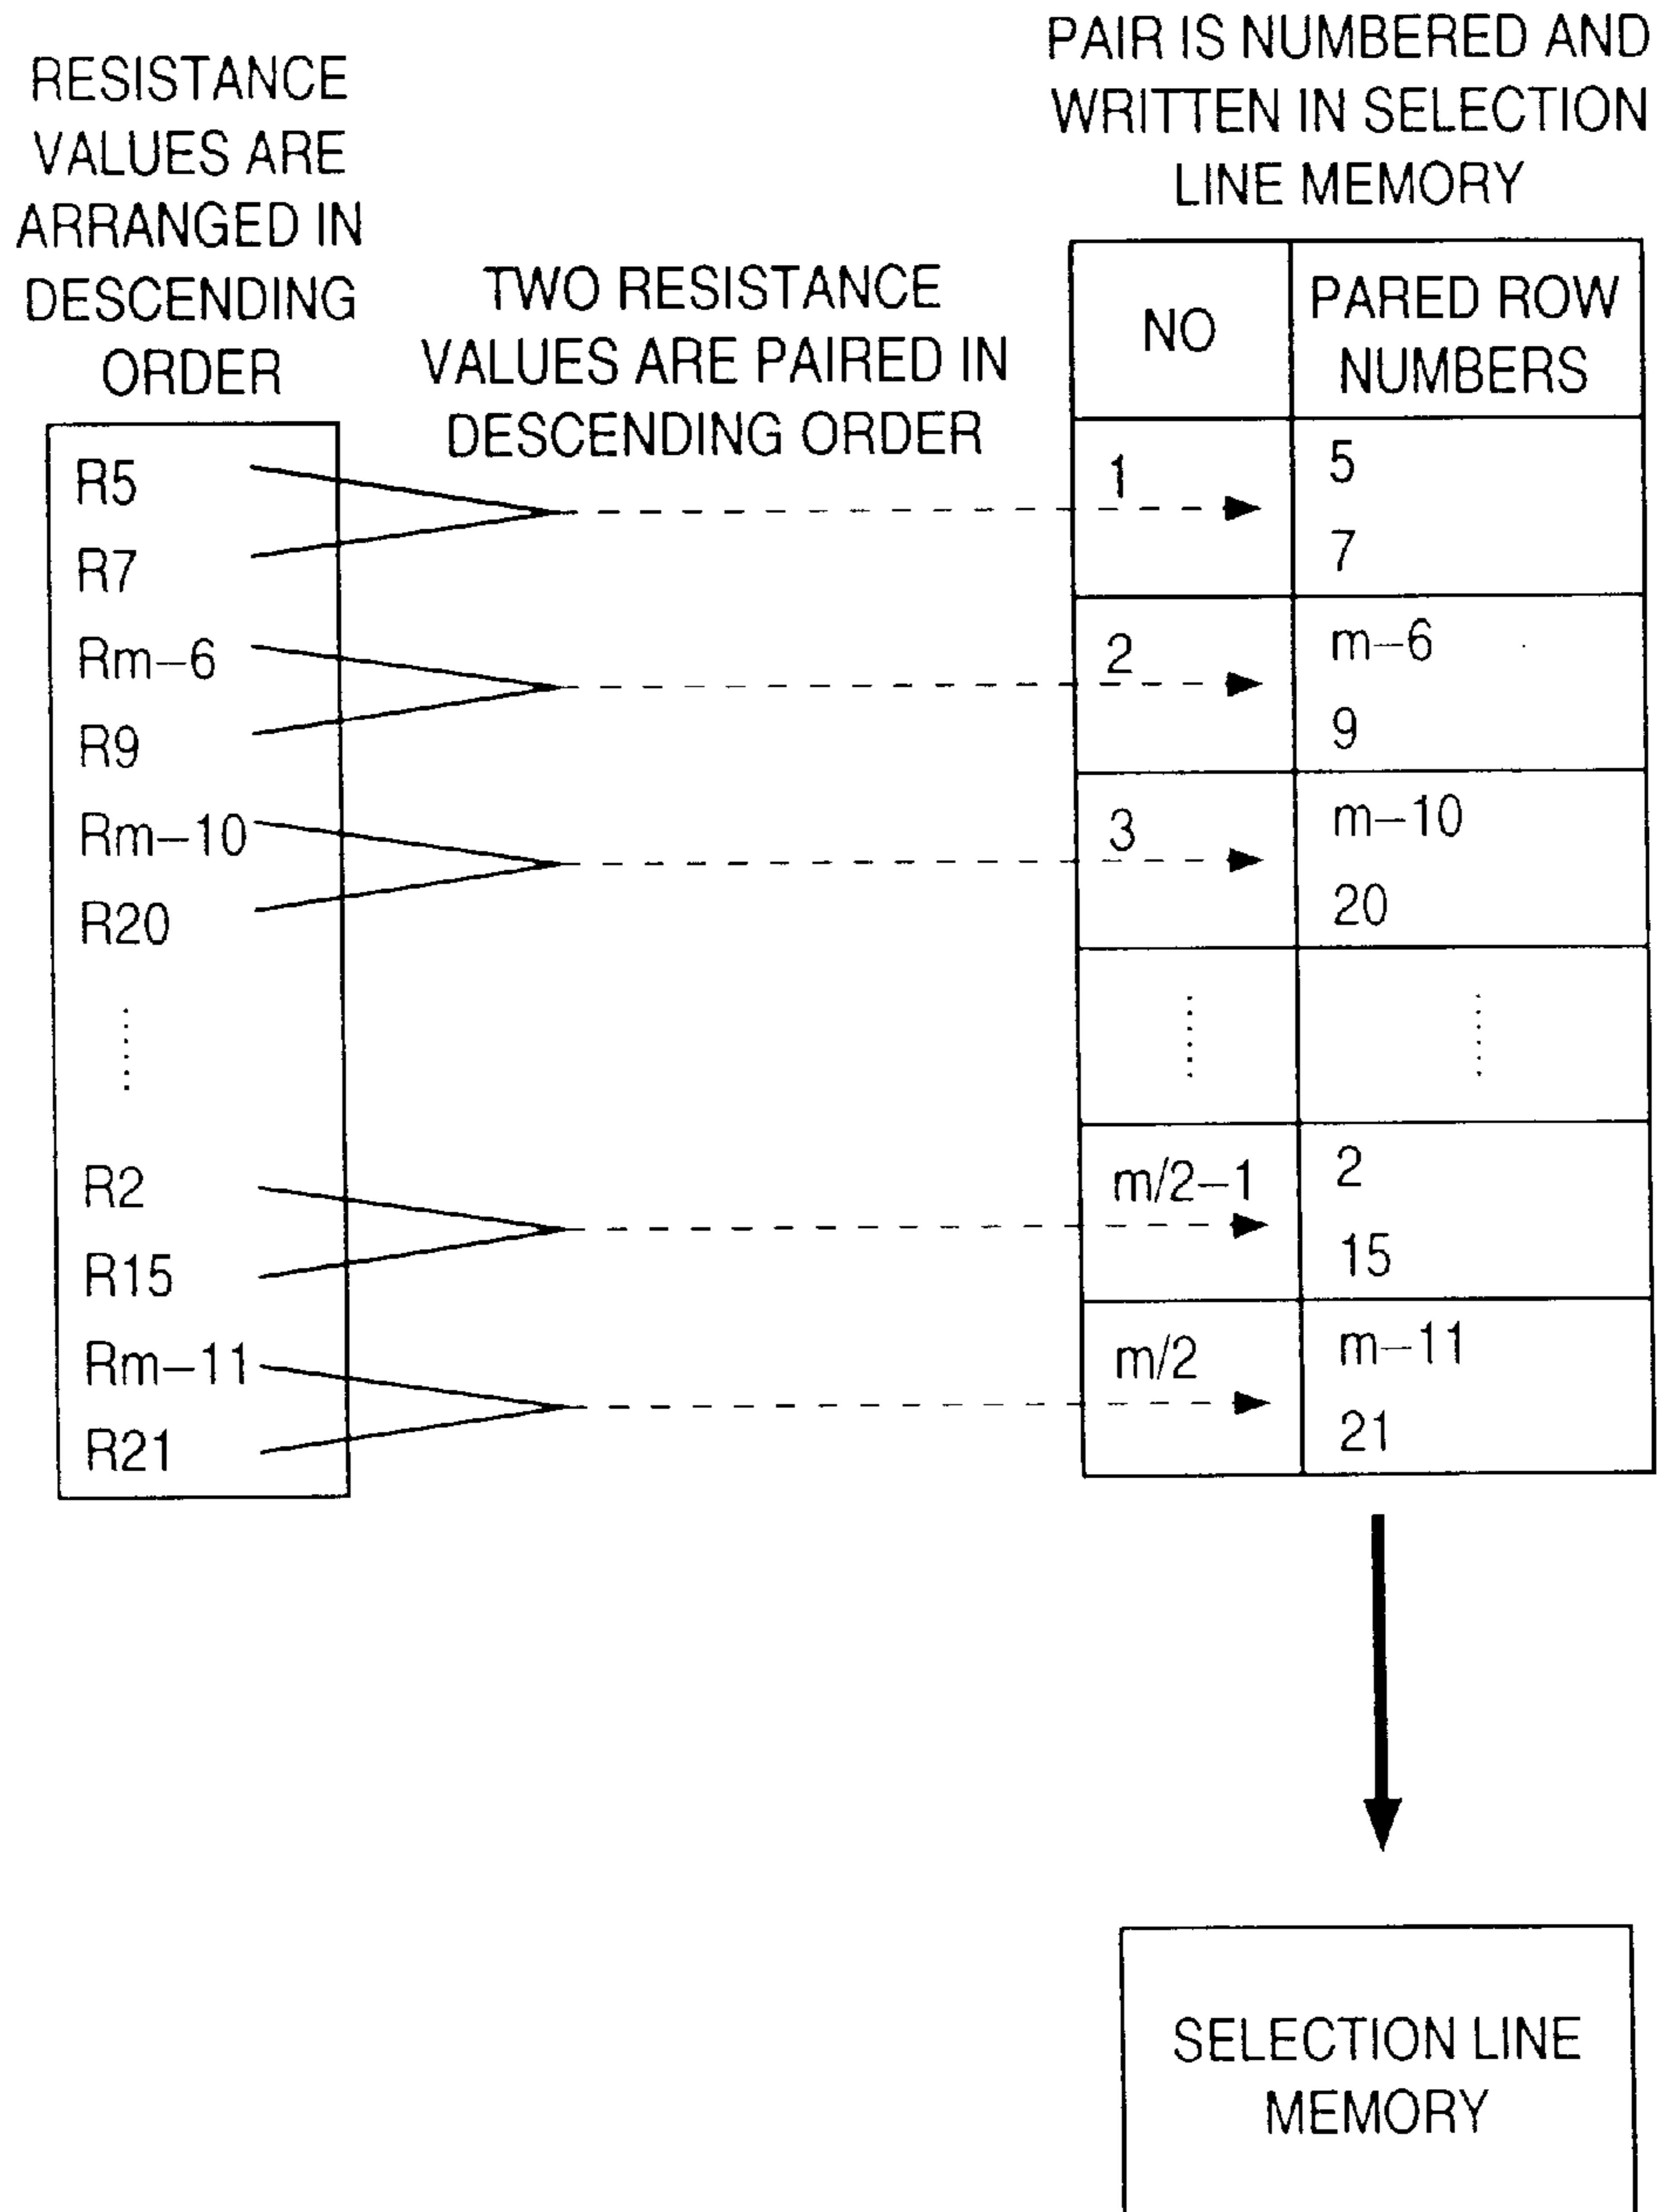 RESISTANCE
VALUES ARE
ARRANGED IN
DESCENDING
ORDER
R5
R7
Rm–6
R9
Rm–10
R20
R2
R15
Rm–11
R21
TWO RESISTANCE
VALUES ARE PAIRED IN
DESCENDING ORDER
PAIR IS NUMBERED AND
WRITTEN IN SELECTION
LINE MEMORY
NO
PARED ROW
NUMBERS
1
5
7
2
m–6
9
3
m–10
20
m/2–1
2
15
m/2
m–11
21
SELECTION LINE
MEMORY